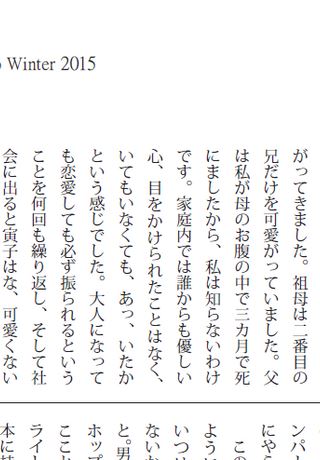 Winter 2015
がってきました。祖母は二番目の
兄だけを可愛がっていました。父
は私が母のお腹の中で三カ月で死
にましたから、私は知らないわけ
です。家庭内では誰からも優しい
心、目をかけられたことはなく、
いてもいなくても、あっ、いたか
という感じでした。大人になって
も恋愛しても必ず振られるという
ことを何回も繰り返し、そして社
会に出ると寅子はな、可愛くない
ンパ
にや
この
よう
いつ
ない
と。男
ホップ
ここ
ライ
本に